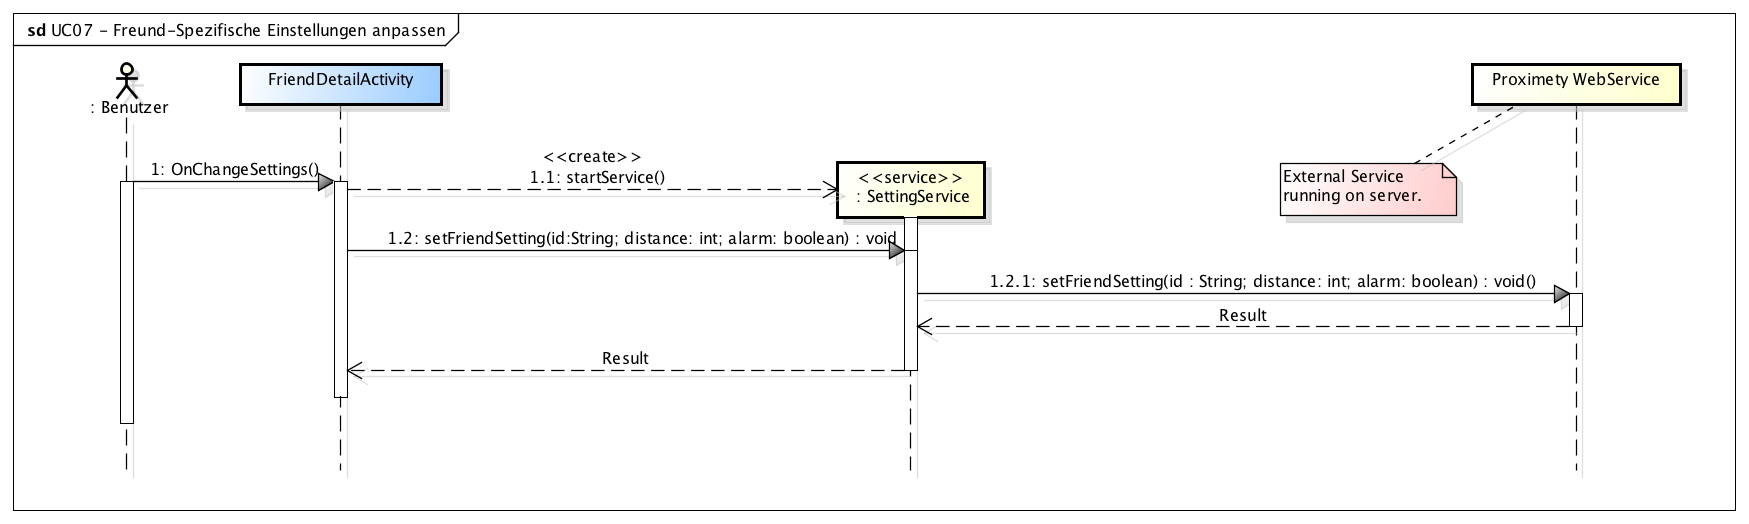 sd UC07 - Freund-Spezifische Einstellungen anpassen
: Benutzer
FriendDetailActivity
Proximety WebService
1: OnChangeSettings()
<<create>>
1.1: startService()
<<service>>
: SettingService
External Service
running on server.
1.2: setFriendSetting(id:String; distance: int; alarm: boolean) : void
1.2.1: setFriendSetting(id : String; distance: int; alarm: boolean) : void()
Result
Result